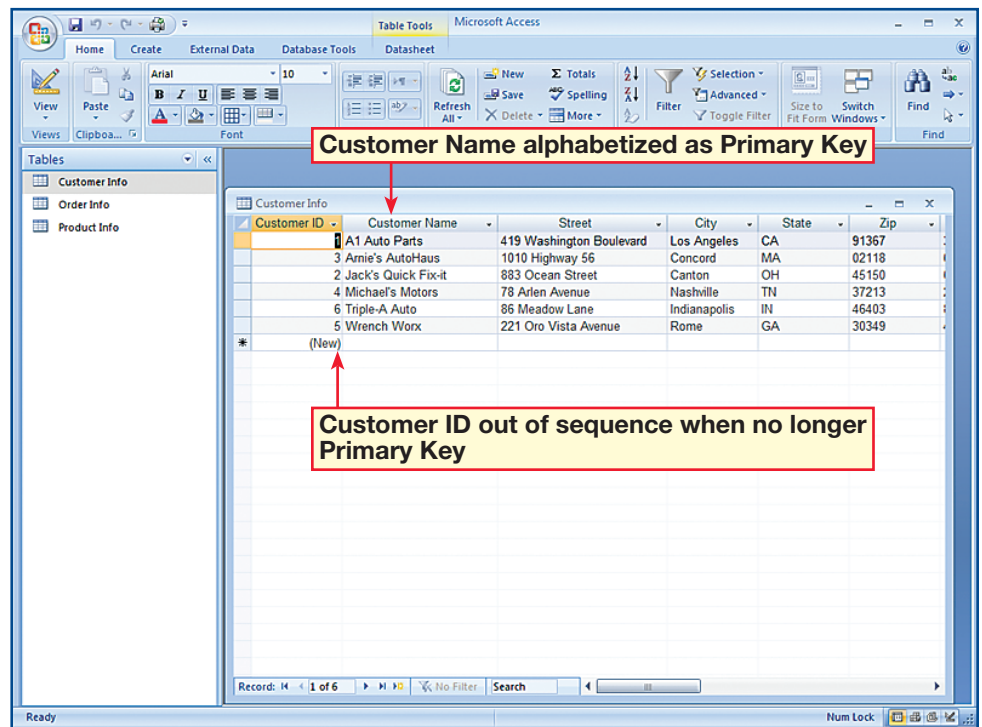 Table Tools Microsoft Access
Home Create External Data Database Tools Datasheet
View
Views
Paste
Clipboa...
Arial 10
B I U
A
Font
Refresh
All
New
Save
Delete
Σ Totals
Spelling
More
Filter
Selection
Advanced
Toggle Filter
Size to
Fit Form
Switch
Windows
Find
Find
Customer Name alphabetized as Primary Key
Tables
Customer Info
Order Info
Product Info
Customer Info
Customer ID Customer Name Street City State Zip
1 A1 Auto Parts 419 Washington Boulevard Los Angeles CA 91367
3 Arnie's AutoHaus 1010 Highway 56 Concord MA 02118
2 Jack's Quick Fix-it 883 Ocean Street Canton OH 45150
4 Michael's Motors 78 Arlen Avenue Nashville TN 37213
6 Triple-A Auto 86 Meadow Lane Indianapolis IN 46403
5 Wrench Worx 221 Oro Vista Avenue Rome GA 30349
* (New)
Customer ID out of sequence when no longer
Primary Key
Record: 1 of 6 No Filter Search
Ready Num Lock